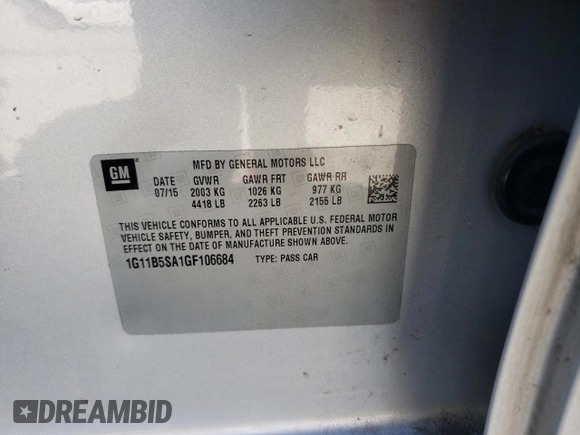 GM
MFD BY GENERAL MOTORS LLC
DATE GVWR GAWR FRT GAWR RR
07/15 2003 KG 1026 KG 977 KG
4418 LB 2263 LB 2155 LB
THIS VEHICLE CONFORMS TO ALL APPLICABLE U.S. FEDERAL MOTOR
VEHICLE SAFETY, BUMPER, AND THEFT PREVENTION STANDARDS IN
EFFECT ON THE DATE OF MANUFACTURE SHOWN ABOVE.
1G11B5SA1GF106684 TYPE: PASS CAR
DREAMBID